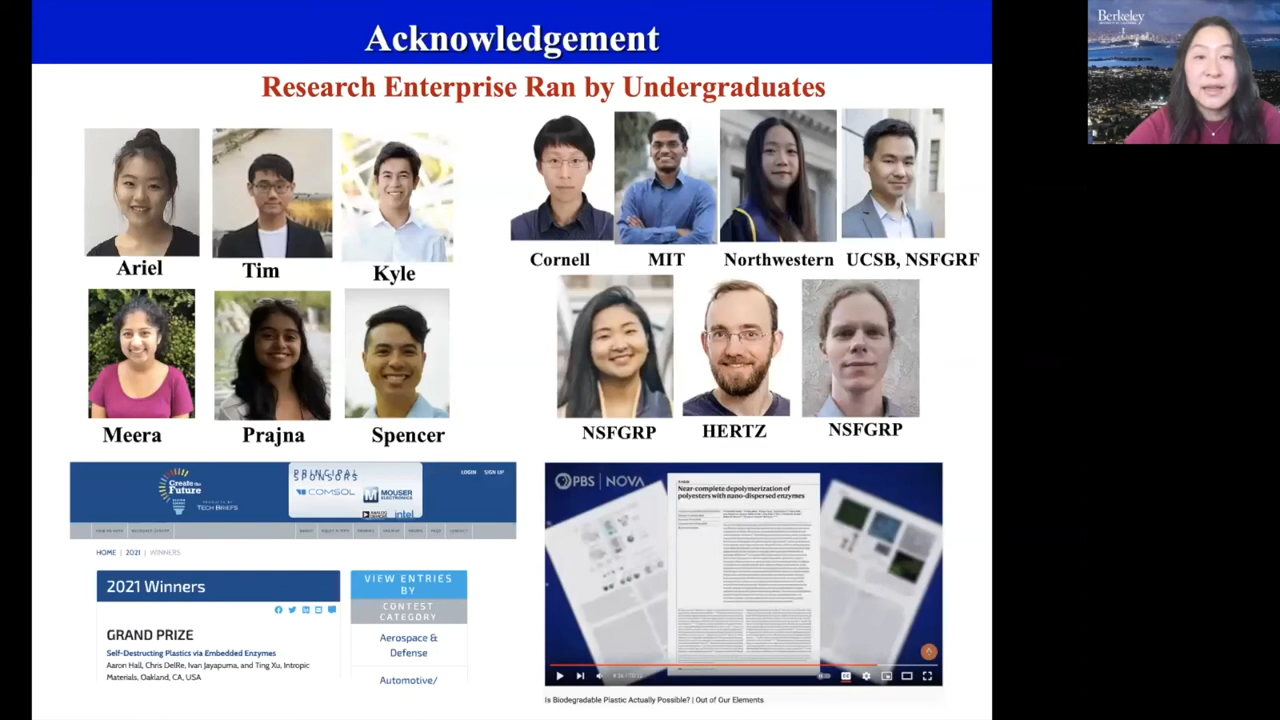 Acknowledgement
Berkeley
Research Enterprise Ran by Undergraduates
Ariel
Tim
Kyle
Cornell
MIT
Northwestern
UCSB, NSFGRF
Meera
Prajna
Spencer
NSFGRP
HERTZ
NSFGRP
Create the
Future
PRODUCED BY
TECH BRIEFS
PRINCIPAL
SPONSORS
COMSOL
MOUSER
ELECTRONICS
intel
LOGIN
SIGN UP
HOME | 2021 | WINNERS
2021 Winners
GRAND PRIZE
Self-Destructing Plastics via Embedded Enzymes
Aaron Hall, Chris DelRe, Ivan Jayapurna, and Ting Xu, Intropic
Materials, Oakland, CA, USA
VIEW ENTRIES
BY
CONTEST
CATEGORY
Aerospace &
Defense
Automotive/
PBS | NOVA
Near-complete depolymerization of
polyesters with nano-dispersed enzymes
Is Biodegradable Plastic Actually Possible? | Out of Our Elements